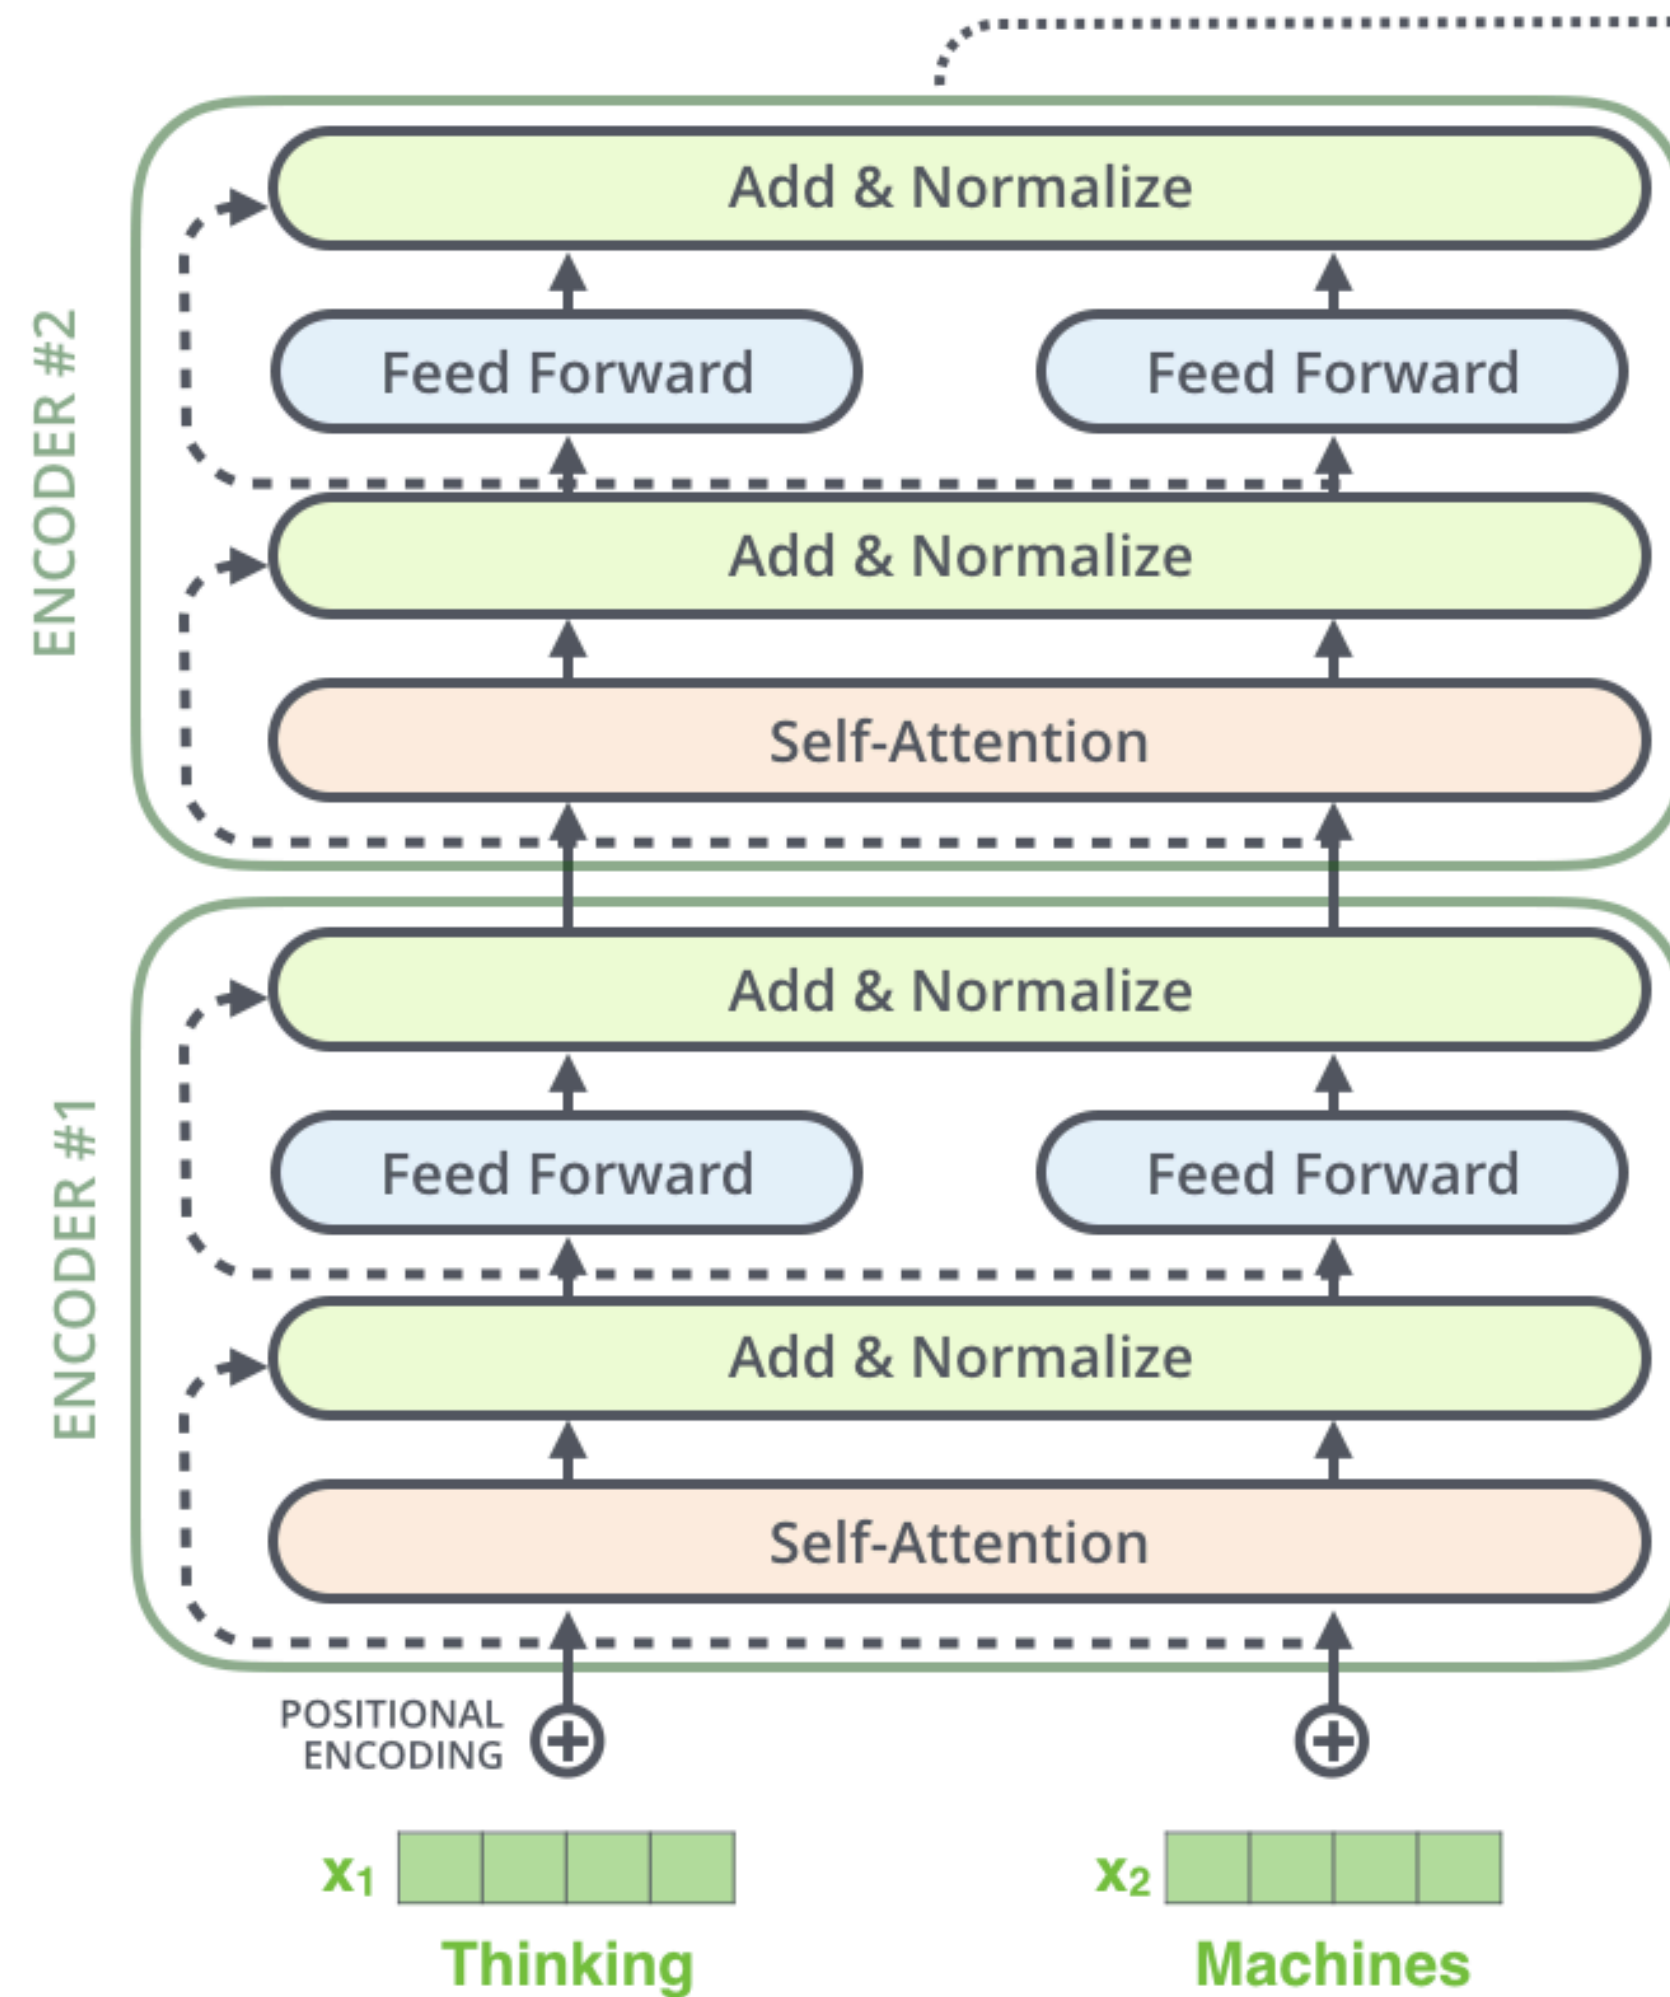 ENCODER #2
Add & Normalize
Feed Forward Feed Forward
Add & Normalize
Self-Attention
ENCODER #1
Add & Normalize
Feed Forward Feed Forward
Add & Normalize
Self-Attention
POSITIONAL
ENCODING
x₁ x₂
Thinking Machines